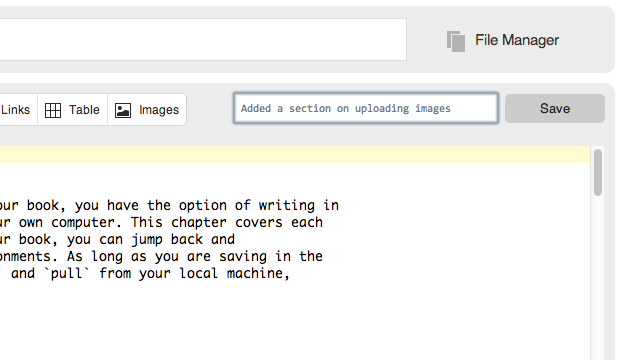 File Manager
Links Table Images Added a section on uploading images Save
our book, you have the option of writing in
ur own computer. This chapter covers each
ur book, you can jump back and
onments. As long as you are saving in the
` and `pull` from your local machine,